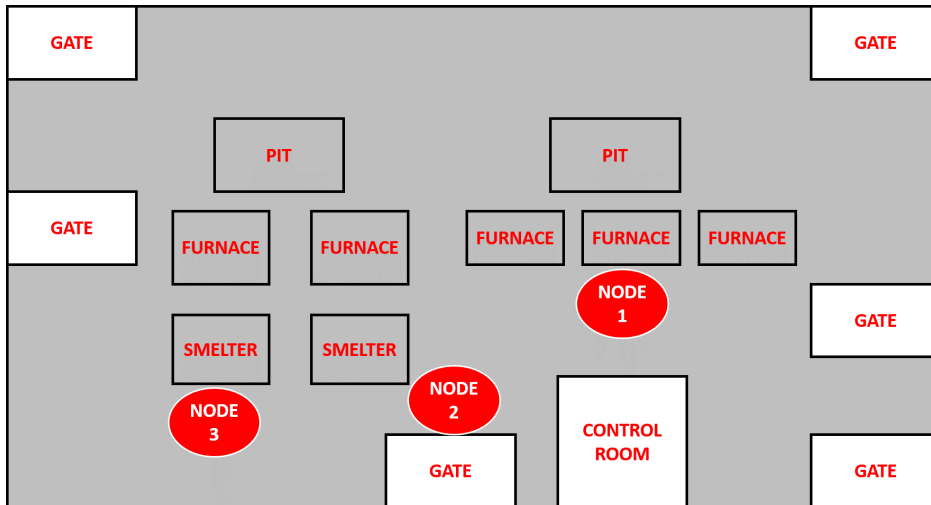 GATE
GATE
PIT
PIT
GATE
FURNACE
FURNACE
FURNACE
FURNACE
FURNACE
NODE
1
GATE
SMELTER
SMELTER
NODE
2
NODE
3
CONTROL
ROOM
GATE
GATE